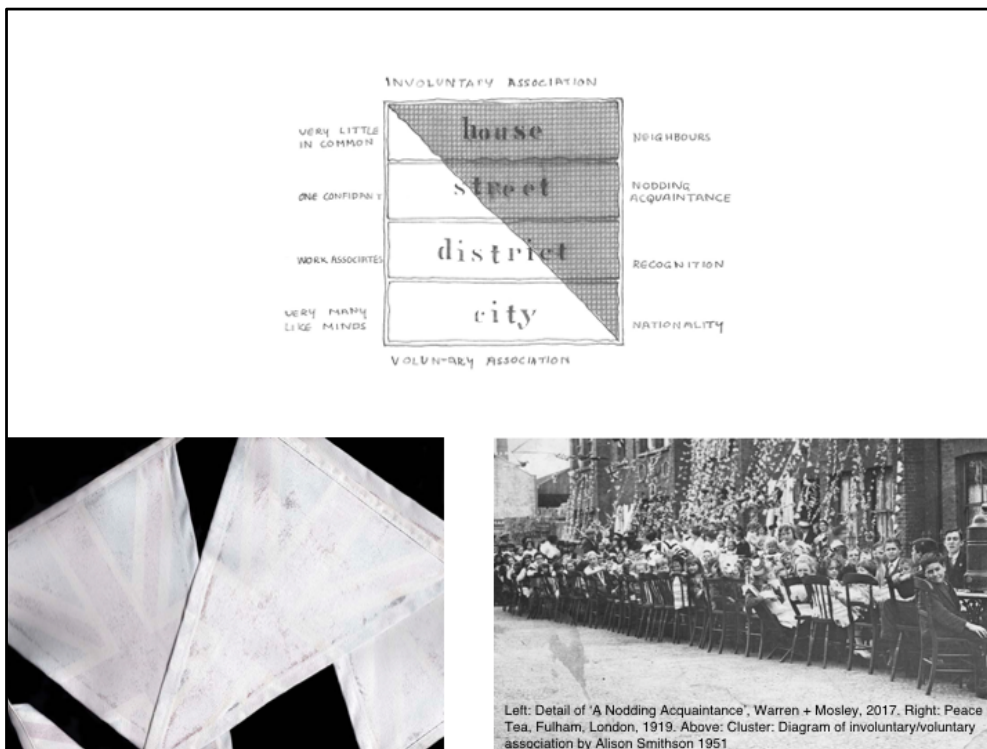 INVOLUNTARY ASSOCIATION
VERY LITTLE
IN COMMON
house
NEIGHBOURS
ONE CONFIDANT
street
NODDING
ACQUAINTANCE
WORK ASSOCIATES
district
RECOGNITION
VERY MANY
LIKE MINDS
city
NATIONALITY
VOLUNTARY ASSOCIATION
Left: Detail of 'A Nodding Acquaintance', Warren + Mosley, 2017. Right: Peace
Tea, Fulham, London, 1919. Above: Cluster: Diagram of involuntary/voluntary
association by Alison Smithson 1951